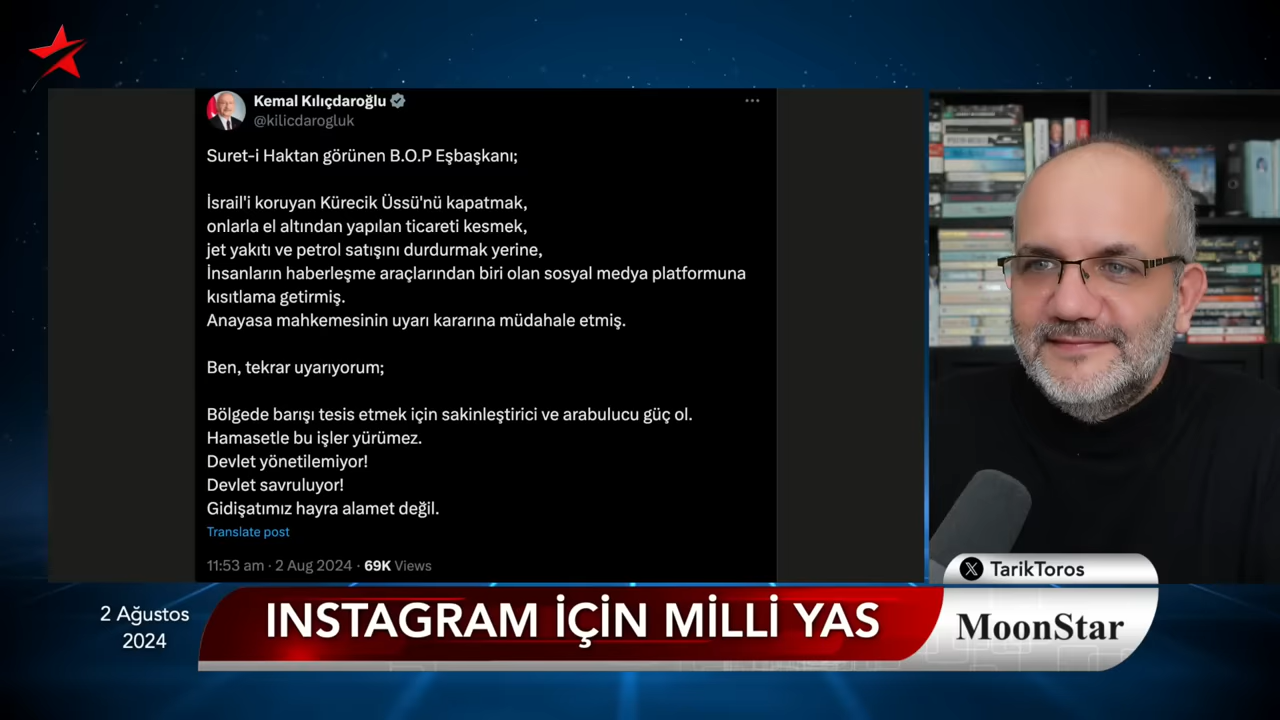 Kemal Kılıçdaroğlu
@kilicdarogluk
Suret-i Haktan görünen B.O.P Eşbaşkanı;
İsrail'i koruyan Kürecik Üssü'nü kapatmak,
onlarla el altından yapılan ticareti kesmek,
jet yakıtı ve petrol satışını durdurmak yerine,
İnsanların haberleşme araçlarından biri olan sosyal medya platformuna
kısıtlama getirmiş.
Anayasa mahkemesinin uyarı kararına müdahale etmiş.
Ben, tekrar uyarıyorum;
Bölgede barışı tesis etmek için sakinleştirici ve arabulucu güç ol.
Hamasetle bu işler yürümez.
Devlet yönetilemiyor!
Devlet savruluyor!
Gidişatımız hayra alamet değil.
Translate post
11:53 am · 2 Aug 2024 · 69K Views
TarikToros
2 Ağustos
2024
INSTAGRAM İÇİN MİLLİ YAS
MoonStar